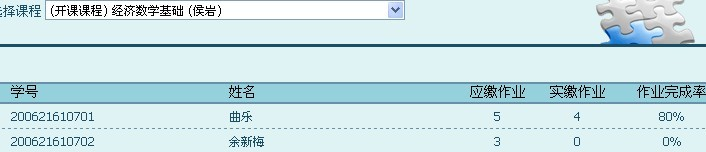 选择课程 (开课课程) 经济数学基础 (侯岩)
学号 姓名 应缴作业 实缴作业 作业完成率
200621610701 曲乐 5 4 80%
200621610702 余新梅 3 0 0%